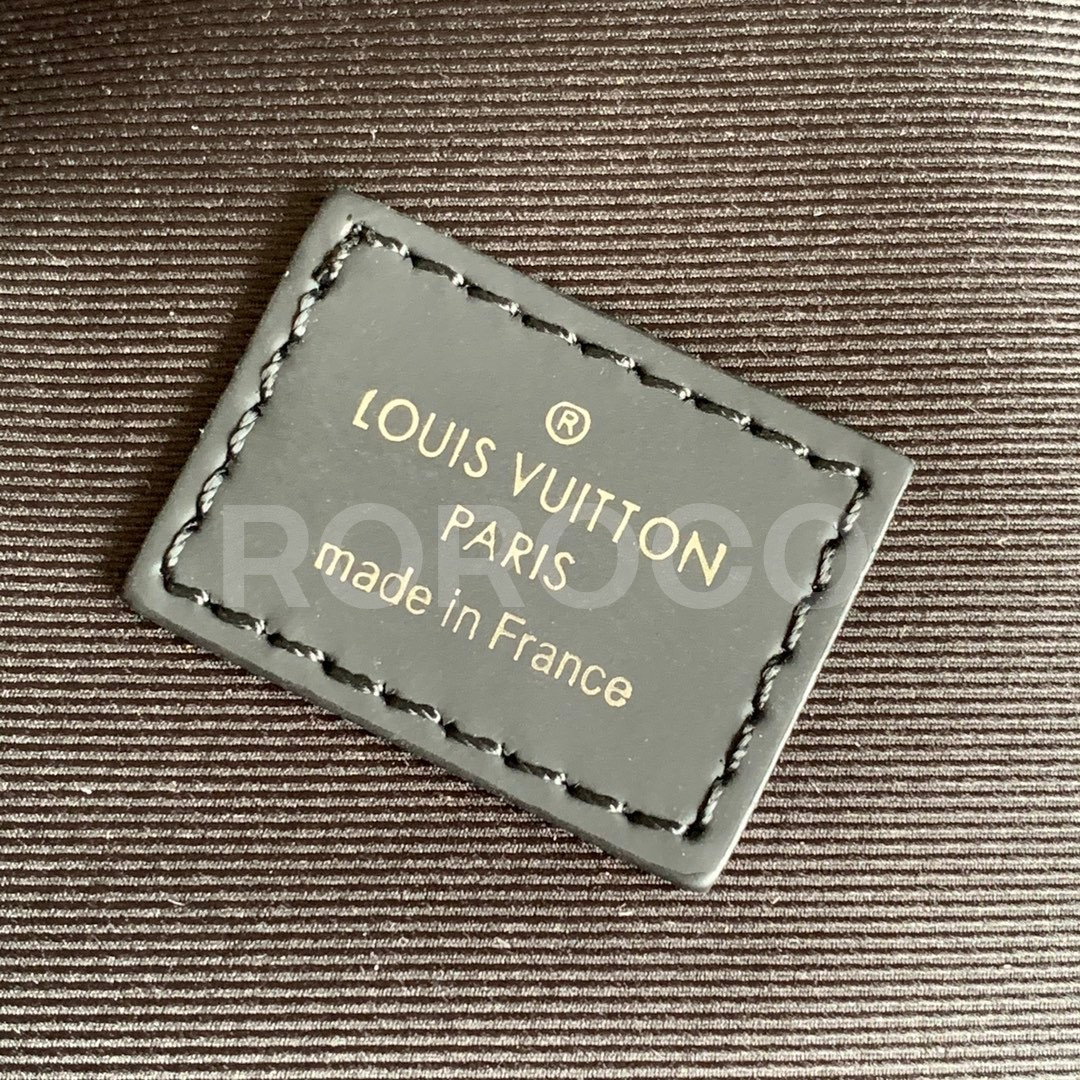 ®
LOUIS VUITTON
PARIS
made in France
ROROCO